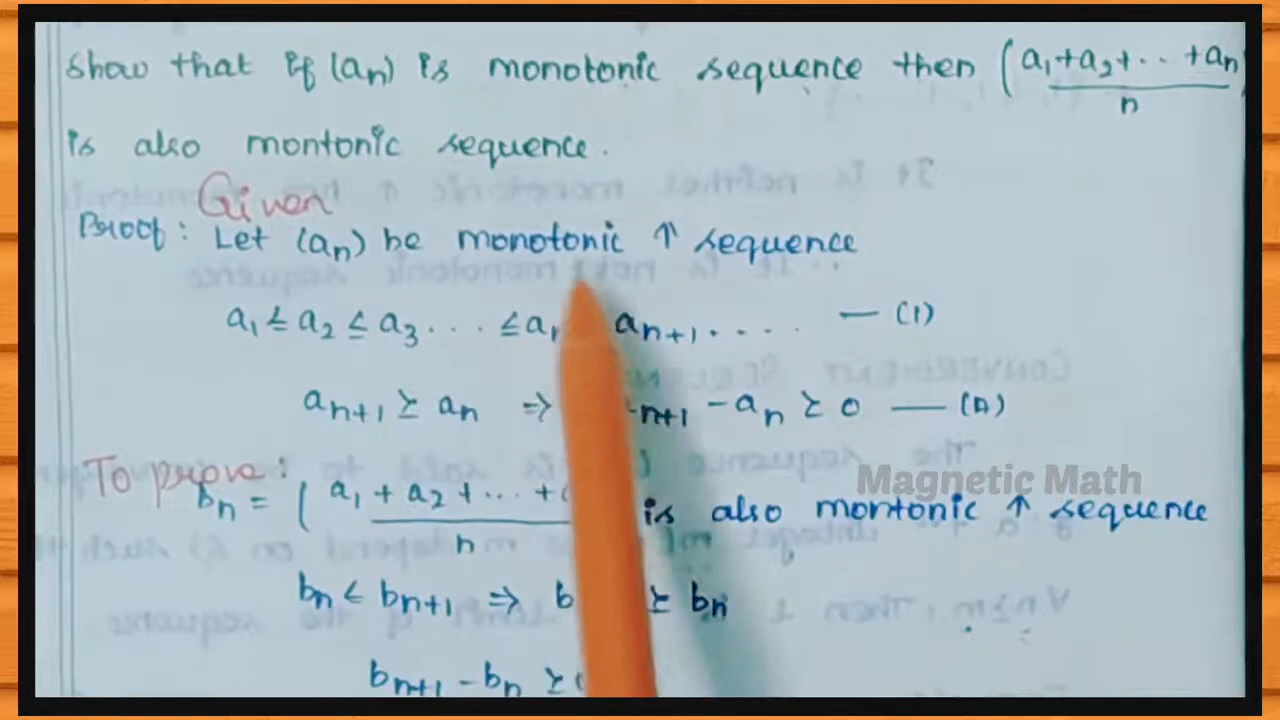 Show that if (an) is monotonic sequence then (a1+a2+.. +an
n
is also montonic sequence.
Given
Proof: Let (an) be monotonic ↑ sequence
a1 ≤ a2 ≤ a3 ... ≤ a an+1 .... — (1)
an+1 ≥ an ⇒ n+1 - an ≥ 0 — (2)
To prove:
bn = ( a1 + a2 + ... + is also montonic ↑ sequence
n
Magnetic Math
bn ≤ bn+1 ⇒ b ≥ bn
bn+1 - bn ≥